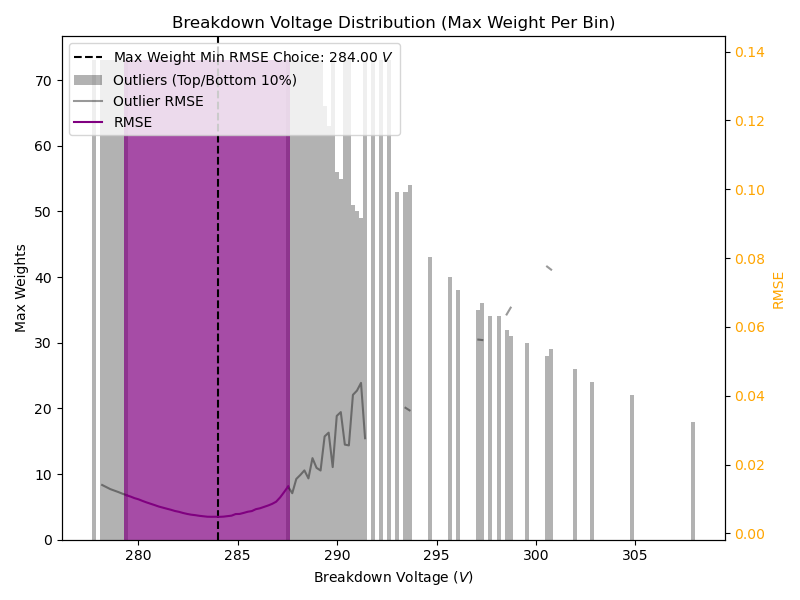 Breakdown Voltage Distribution (Max Weight Per Bin)
Max Weight Min RMSE Choice: 284.00 V
Outliers (Top/Bottom 10%)
Outlier RMSE
RMSE
Max Weights
70
60
50
40
30
20
10
0
0.14
0.12
0.10
0.08
0.06
0.04
0.02
0.00
RMSE
280 285 290 295 300 305
Breakdown Voltage (V)